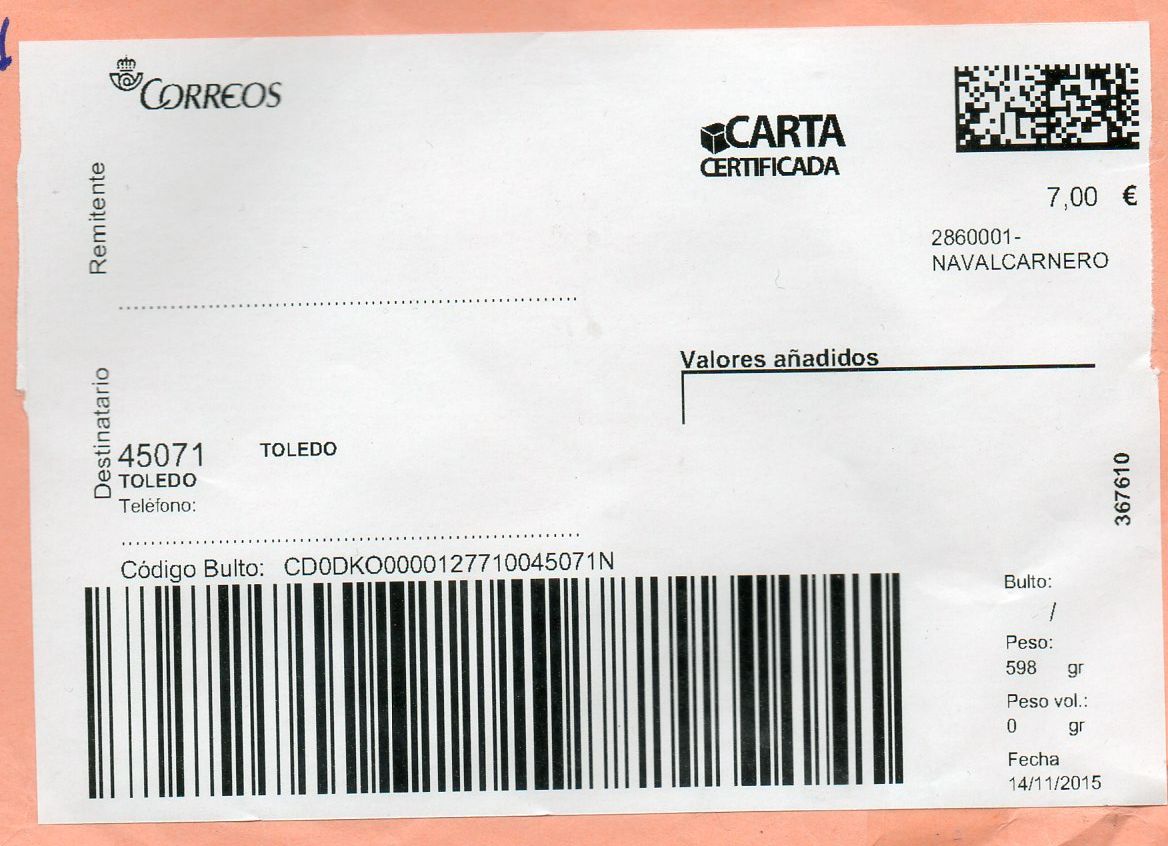 CORREOS
CARTA
CERTIFICADA
7,00 €
2860001-
NAVALCARNERO
Remitente
Valores añadidos
Destinatario
45071 TOLEDO
TOLEDO
Teléfono:
367610
Código Bulto: CD0DKO0000127710045071N
Bulto:
/
Peso:
598 gr
Peso vol.:
0 gr
Fecha
14/11/2015